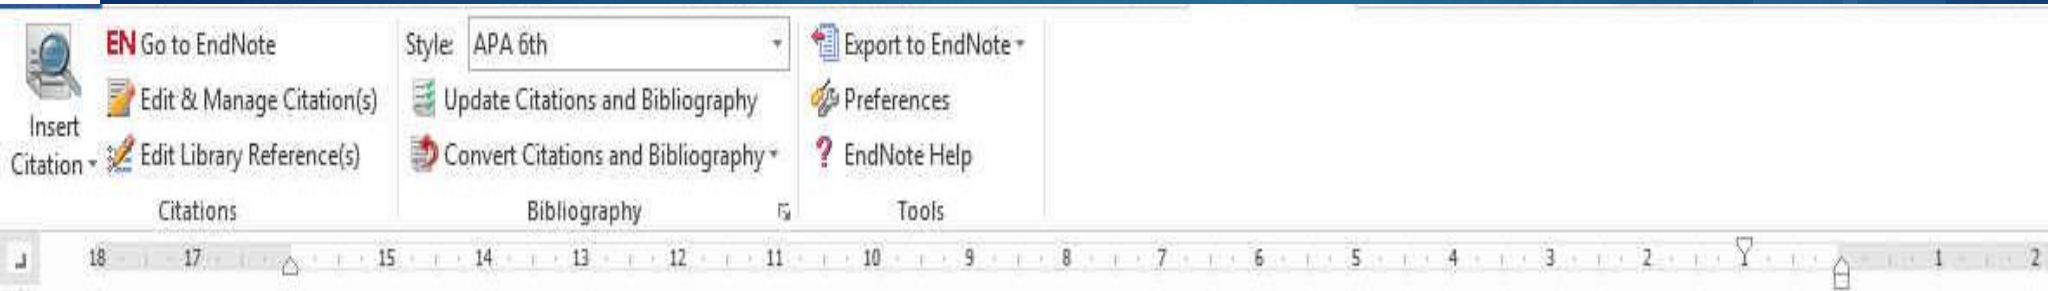 Insert
Citation
EN Go to EndNote
Edit & Manage Citation(s)
Edit Library Reference(s)
Citations
Style: APA 6th
Update Citations and Bibliography
Convert Citations and Bibliography
Bibliography
Export to EndNote
Preferences
? EndNote Help
Tools
18 17 15 14 13 12 11 10 9 8 7 6 5 4 3 2 1 1 2